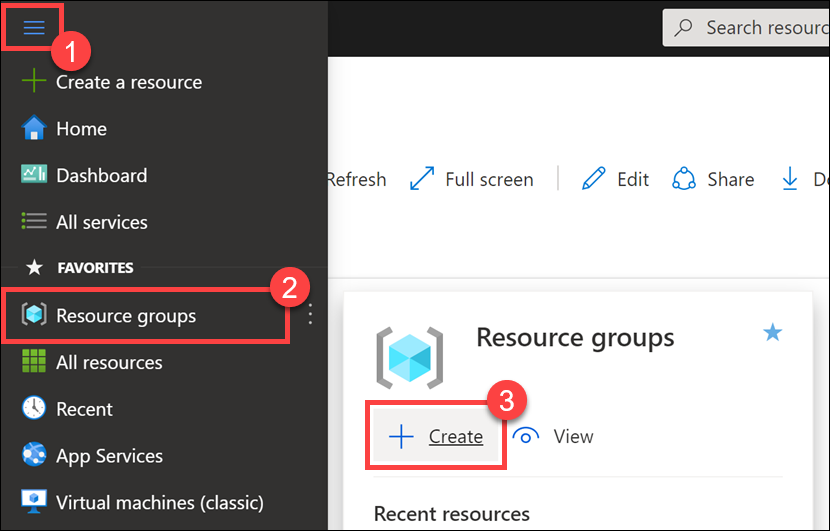 1
Search resourc
Create a resource
Home
Dashboard
Refresh
Full screen
Edit
Share
All services
FAVORITES
2
Resource groups
Resource groups
All resources
3
Recent
Create
View
App Services
Virtual machines (classic)
Recent resources